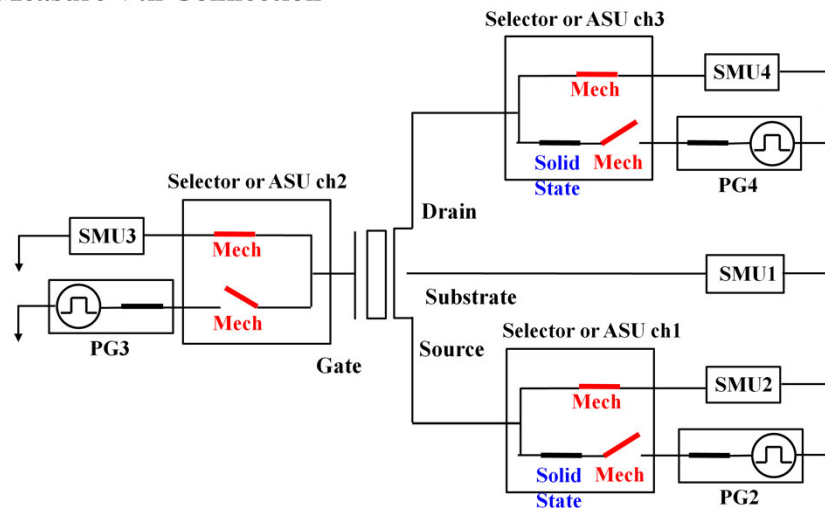 Selector or ASU ch3
SMU4
Mech
Solid
State
Mech
PG4
Selector or ASU ch2
SMU3
Mech
Mech
PG3
Gate
Drain
Substrate
Source
SMU1
Selector or ASU ch1
SMU2
Mech
Solid
State
Mech
PG2